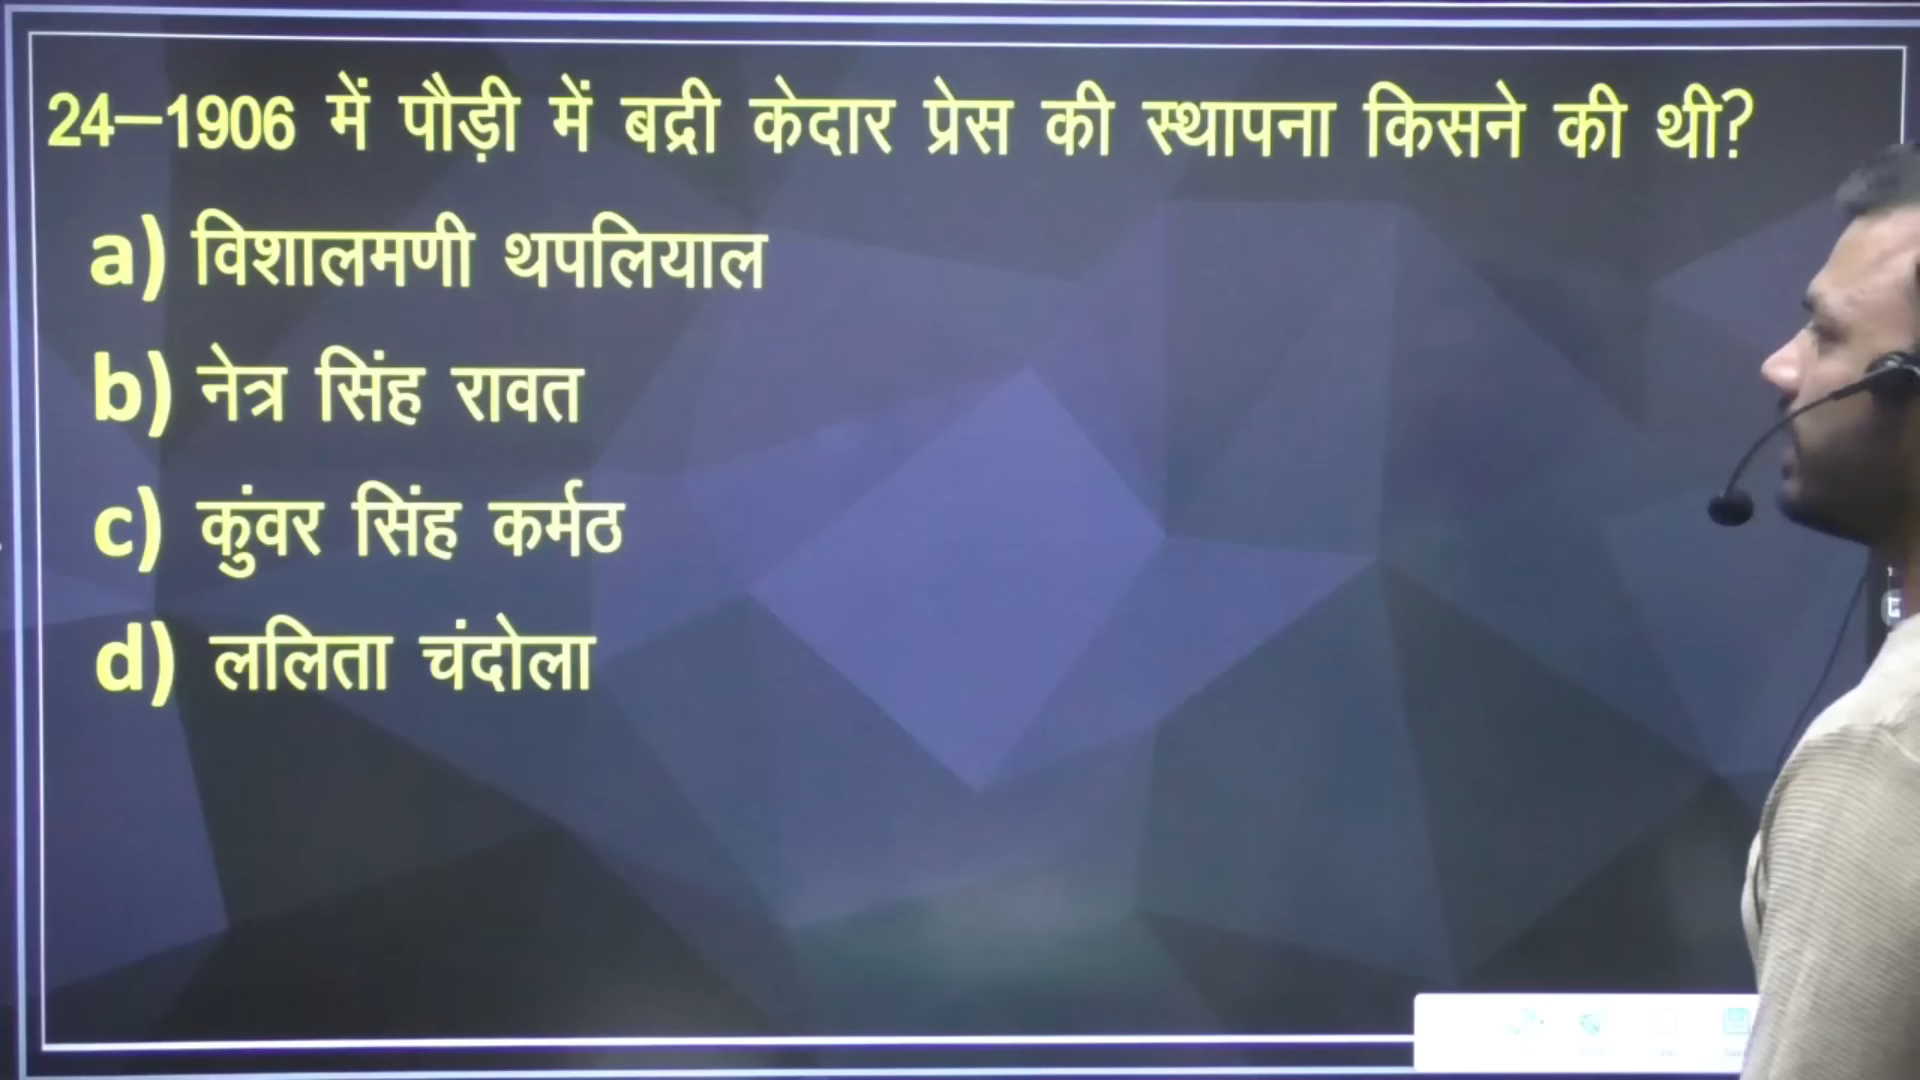 24–1906 में पौड़ी में बद्री केदार प्रेस की स्थापना किसने की थी?
a) विशालमणी थपलियाल
b) नेत्र सिंह रावत
c) कुंवर सिंह कर्मठ
d) ललिता चंदोला